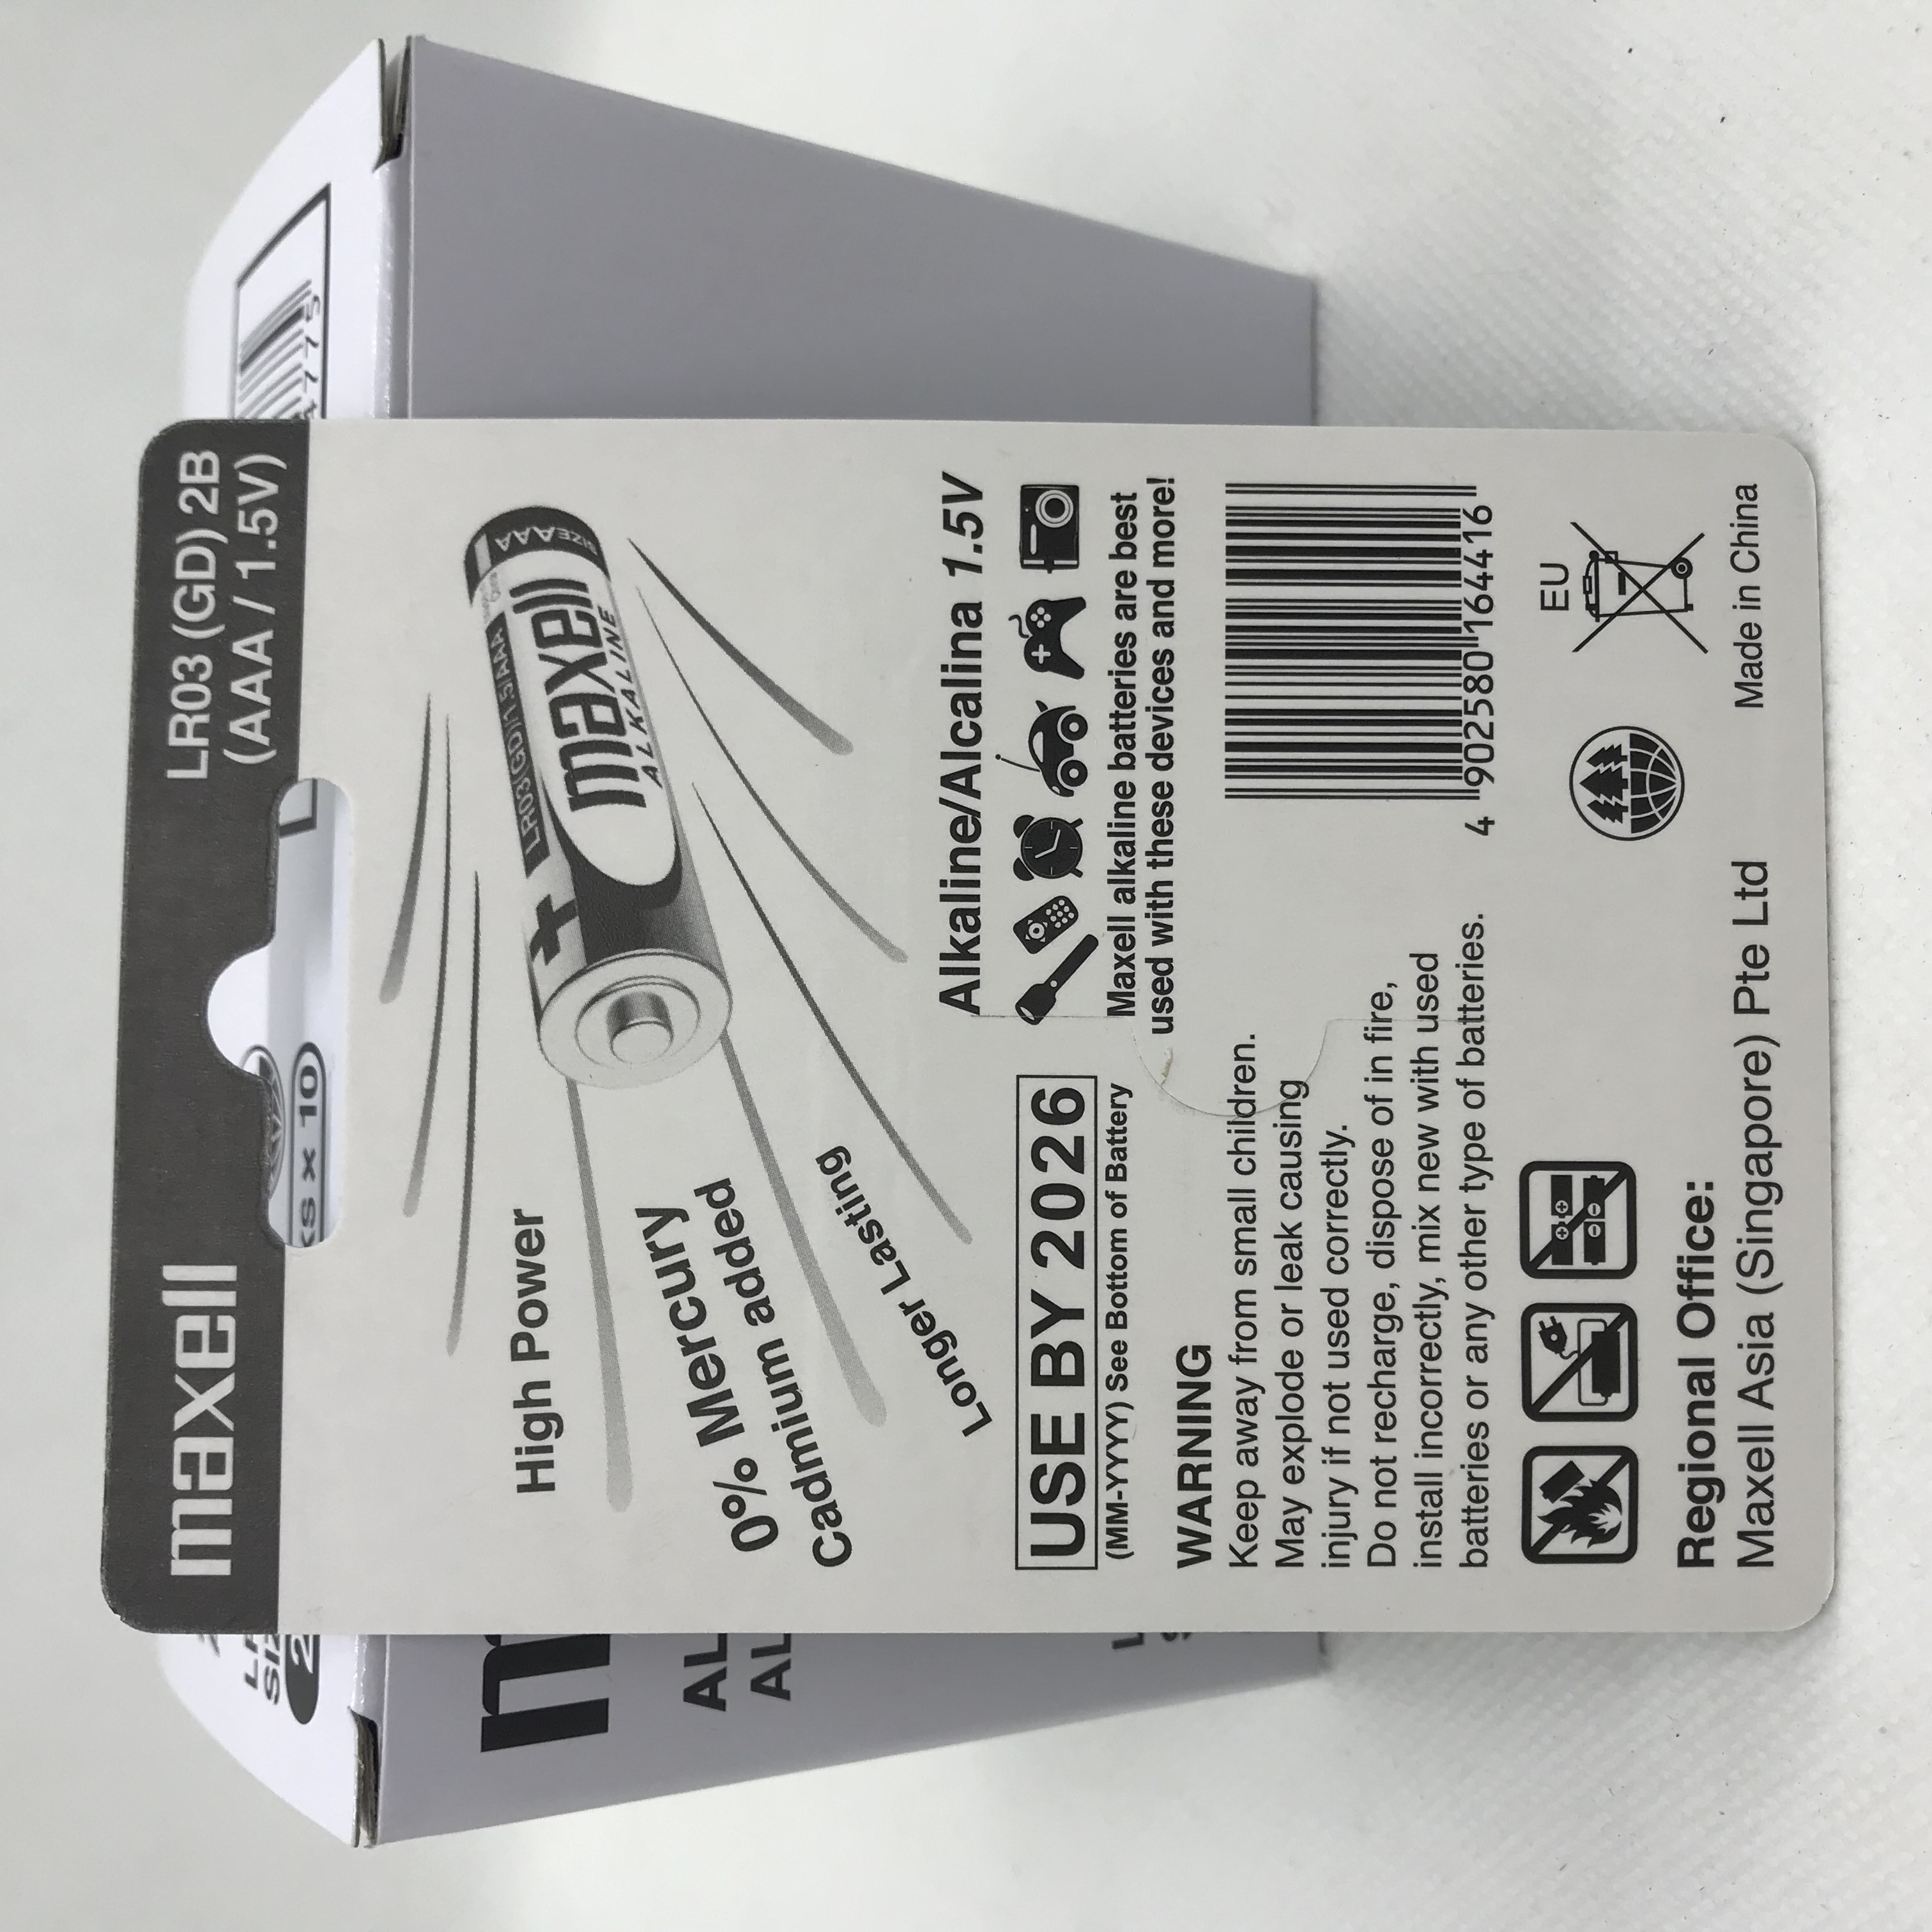 maxell
LR03 (GD) 2B
(AAA / 1.5V)
x 10
4775
LR03(GD)/1.5/AAA
maxell
ALKALINE
SIZE AAA
High Power
0% Mercury
Cadmium added
Longer Lasting
Alkaline/Alcalina 1.5V
USE BY 2026
(MM-YYYY) See Bottom of Battery
Maxell alkaline batteries are best
used with these devices and more!
WARNING
Keep away from small children.
May explode or leak causing
injury if not used correctly.
Do not recharge, dispose of in fire,
install incorrectly, mix new with used
batteries or any other type of batteries.
4 902580 164416
EU
Regional Office:
Maxell Asia (Singapore) Pte Ltd
Made in China